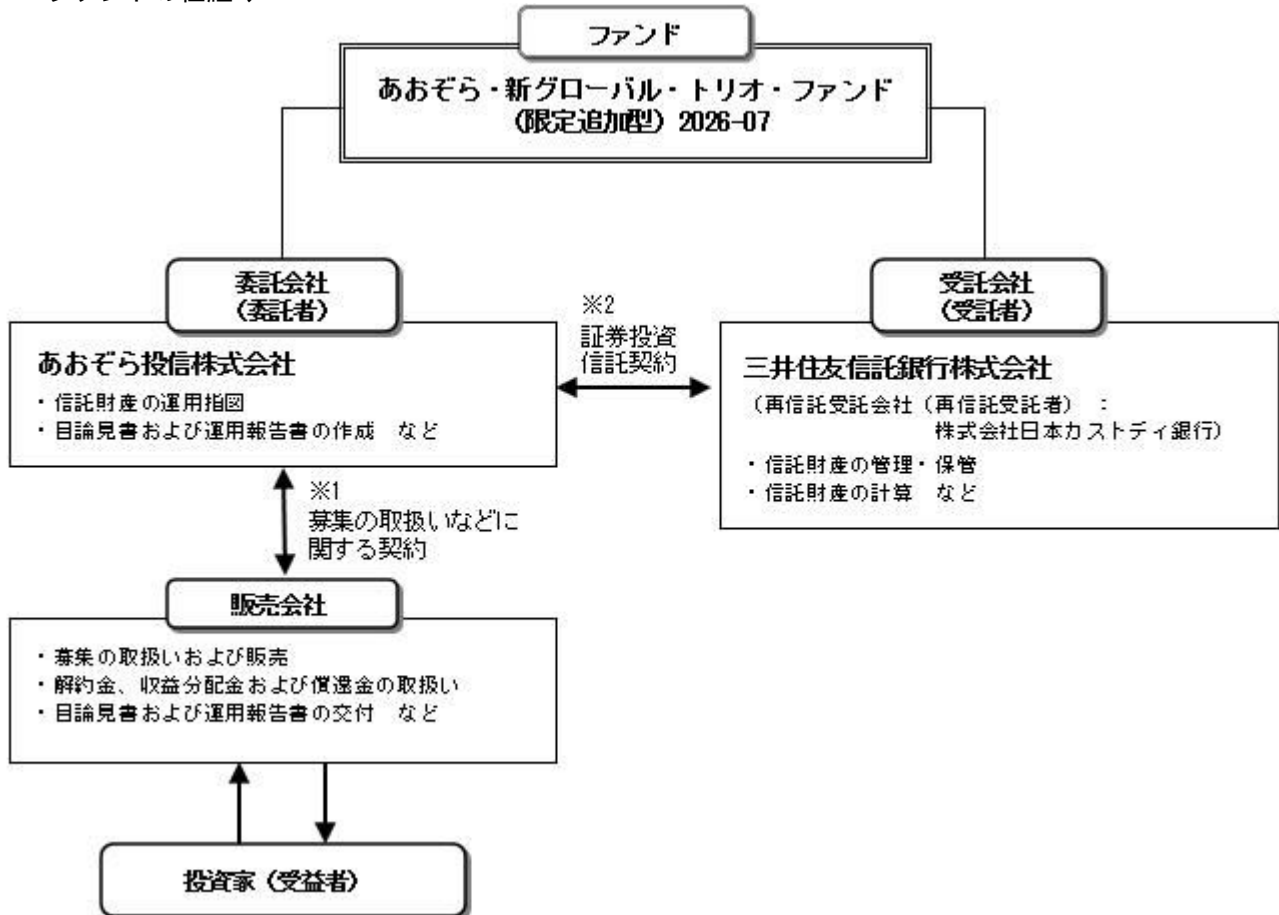 ファンド
あおぞら・新グローバル・トリオ・ファンド
（限定追加型）2026-07
委託会社
（委託者）
あおぞら投信株式会社
・信託財産の運用指図
・目論見書および運用報告書の作成　など
※2
証券投資
信託契約
受託会社
（受託者）
三井住友信託銀行株式会社
（再信託受託会社（再信託受託者）：
株式会社日本カストディ銀行）
・信託財産の管理・保管
・信託財産の計算　など
※1
募集の取扱いなどに
関する契約
販売会社
・募集の取扱いおよび販売
・解約金、収益分配金および償還金の取扱い
・目論見書および運用報告書の交付　など
投資家（受益者）